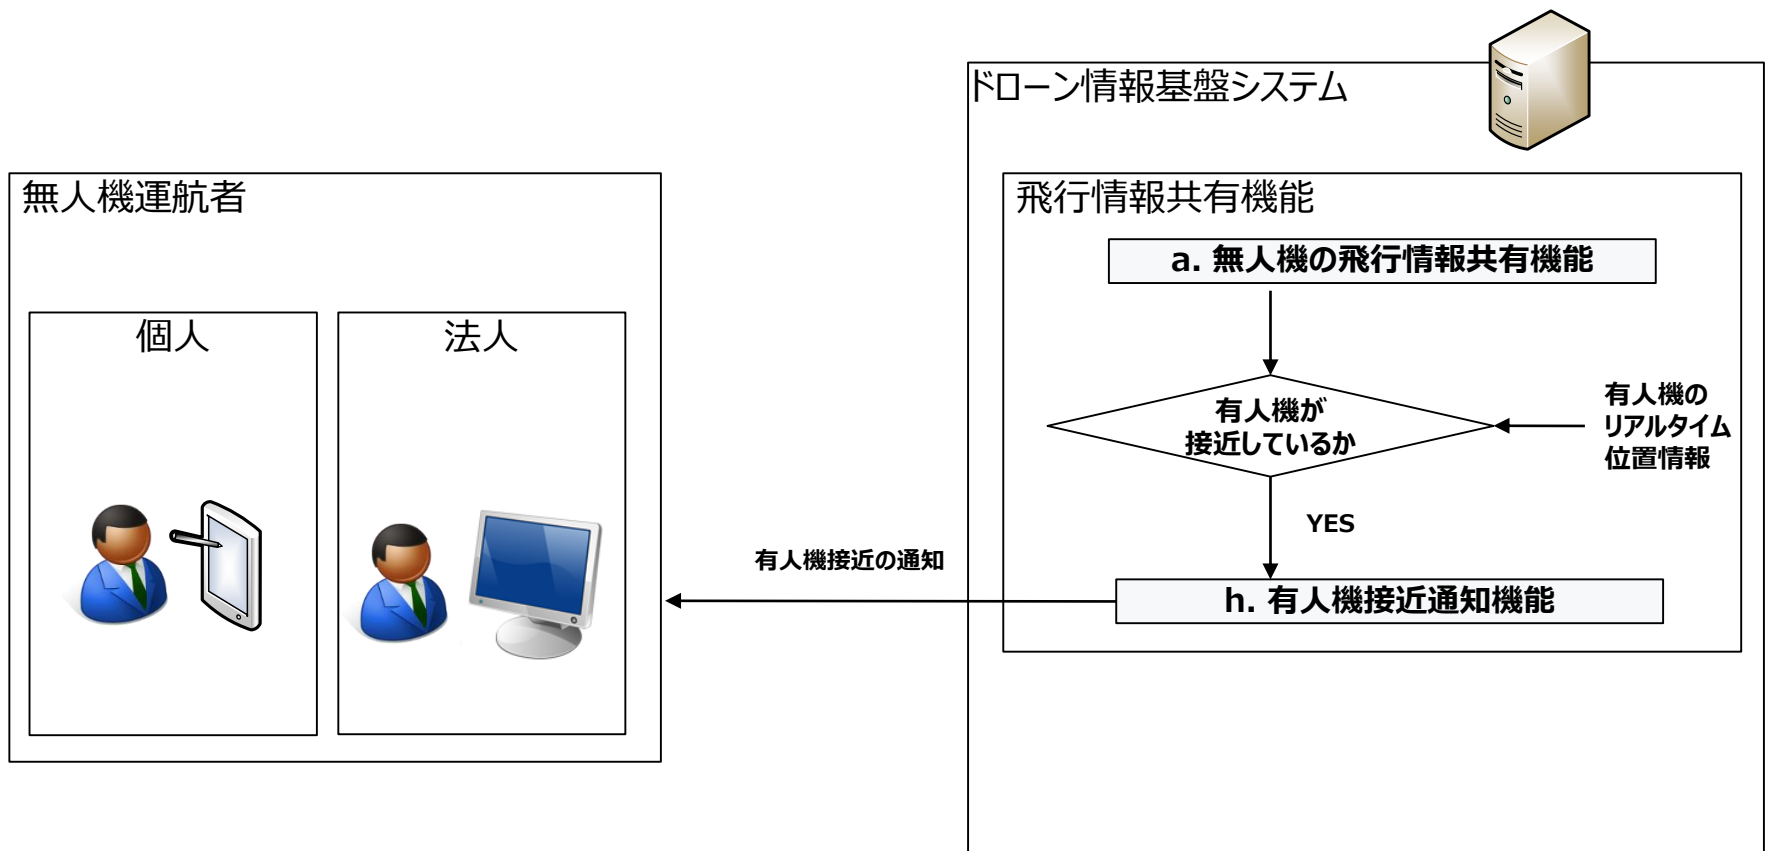 ドローン情報基盤システム
無人機運航者
飛行情報共有機能
a. 無人機の飛行情報共有機能
個人
法人
有人機が
接近しているか
有人機の
リアルタイム
位置情報
YES
有人機接近の通知
h. 有人機接近通知機能